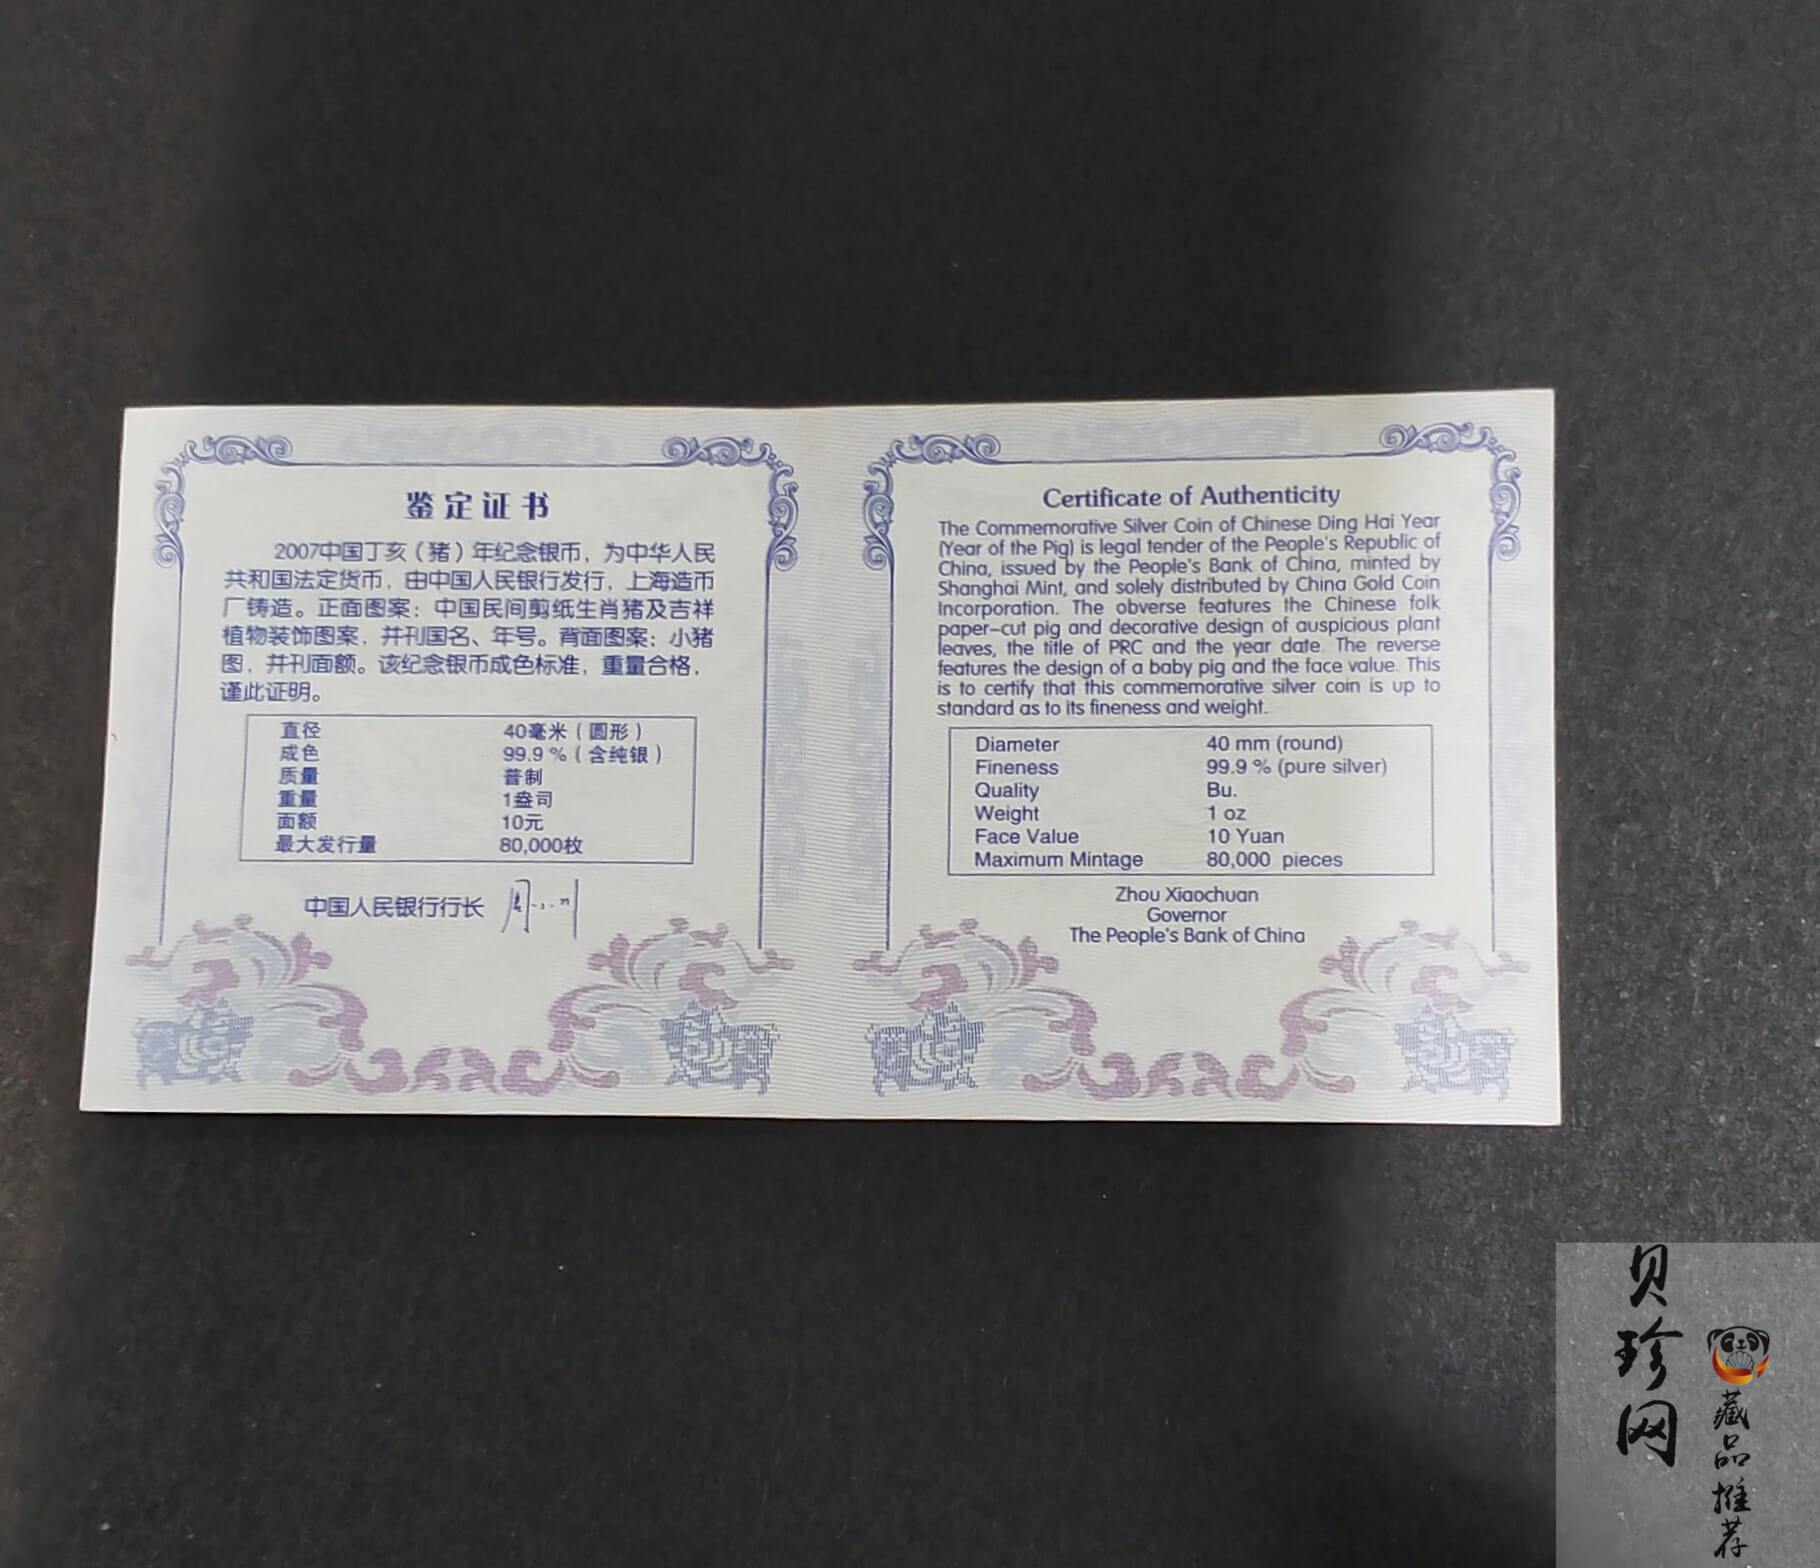 鉴定证书
2007中国丁亥（猪）年纪念银币，为中华人民
共和国法定货币，由中国人民银行发行，上海造币
厂铸造。正面图案：中国民间剪纸生肖猪及吉祥
植物装饰图案，并刊国名、年号。背面图案：小猪
图，并刊面额。该纪念银币成色标准，重量合格，
谨此证明。
直径 40毫米（圆形）
成色 99.9％（含纯银）
质量 普制
重量 1盎司
面额 10元
最大发行量 80,000枚
中国人民银行行长 周小川
Certificate of Authenticity
The Commemorative Silver Coin of Chinese Ding Hai Year
(Year of the Pig) is legal tender of the People's Republic of
China, issued by the People's Bank of China, minted by
Shanghai Mint, and solely distributed by China Gold Coin
Incorporation. The obverse features the Chinese folk
paper-cut pig and decorative design of auspicious plant
leaves, the title of PRC and the year date. The reverse
features the design of a baby pig and the face value. This
is to certify that this commemorative silver coin is up to
standard as to its fineness and weight.
Diameter 40 mm (round)
Fineness 99.9 % (pure silver)
Quality Bu.
Weight 1 oz
Face Value 10 Yuan
Maximum Mintage 80,000 pieces
Zhou Xiaochuan
Governor
The People's Bank of China
贝珍网
藏品推荐